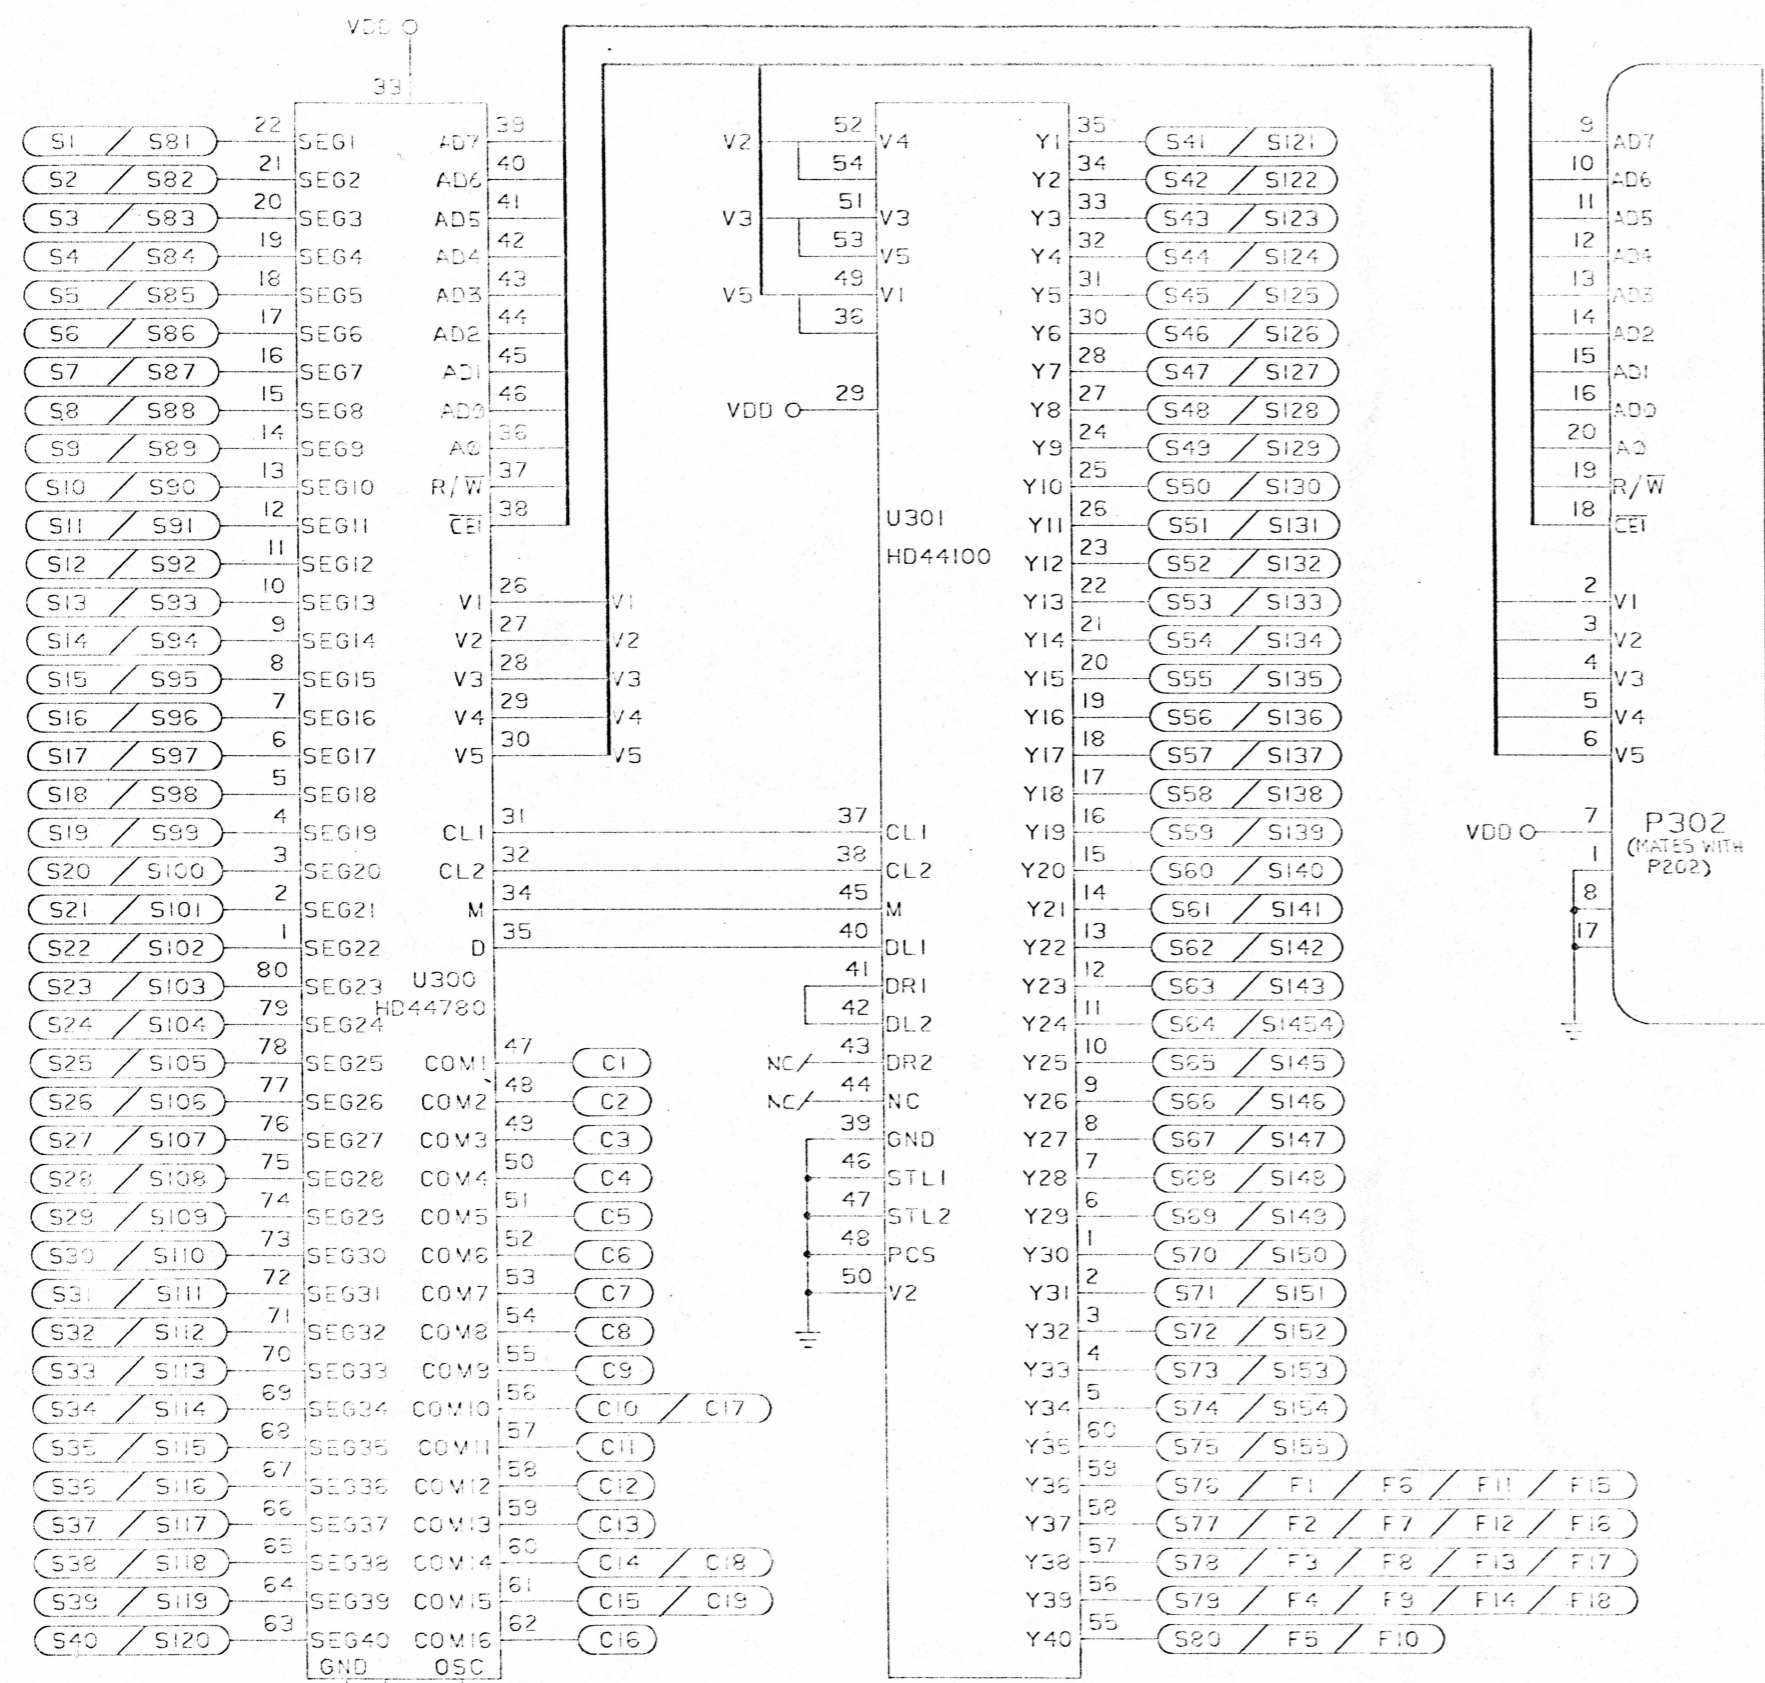 VDD
33
S1 / S81 22 SEG1 AD7 39 V2 52 V4 Y1 35 S41 / S121 9 AD7
S2 / S82 21 SEG2 AD6 40 54 Y2 34 S42 / S122 10 AD6
S3 / S83 20 SEG3 AD5 41 V3 51 V3 Y3 33 S43 / S123 11 AD5
S4 / S84 19 SEG4 AD4 42 53 V5 Y4 32 S44 / S124 12 AD4
S5 / S85 18 SEG5 AD3 43 V5 49 V1 Y5 31 S45 / S125 13 AD3
S6 / S86 17 SEG6 AD2 44 36 Y6 30 S46 / S126 14 AD2
S7 / S87 16 SEG7 AD1 45 Y7 28 S47 / S127 15 AD1
S8 / S88 15 SEG8 AD0 46 VDD 29 Y8 27 S48 / S128 16 AD0
S9 / S89 14 SEG9 A0 36 Y9 24 S49 / S129 20 A0
S10 / S90 13 SEG10 R/W̅ 37 Y10 25 S50 / S130 19 R/W̅
S11 / S91 12 SEG11 C̅E̅1̅ 38 U301 Y11 26 S51 / S131 18 C̅E̅1̅
S12 / S92 11 SEG12 HD44100 Y12 23 S52 / S132
S13 / S93 10 SEG13 V1 26 V1 Y13 22 S53 / S133 2 V1
S14 / S94 9 SEG14 V2 27 V2 Y14 21 S54 / S134 3 V2
S15 / S95 8 SEG15 V3 28 V3 Y15 20 S55 / S135 4 V3
S16 / S96 7 SEG16 V4 29 V4 Y16 19 S56 / S136 5 V4
S17 / S97 6 SEG17 V5 30 V5 Y17 18 S57 / S137 6 V5
S18 / S98 5 SEG18 Y18 17 S58 / S138
S19 / S99 4 SEG19 CL1 31 37 CL1 Y19 16 S59 / S139 VDD 7 P302
(MATES WITH
P202)
S20 / S100 3 SEG20 CL2 32 38 CL2 Y20 15 S60 / S140 1
S21 / S101 2 SEG21 M 34 45 M Y21 14 S61 / S141 8
S22 / S102 1 SEG22 D 35 40 DL1 Y22 13 S62 / S142 17
S23 / S103 80 SEG23 U300 41 DR1 Y23 12 S63 / S143
HD44780
S24 / S104 79 SEG24 42 DL2 Y24 11 S64 / S1454
S25 / S105 78 SEG25 COM1 47 C1 NC 43 DR2 Y25 10 S65 / S145
S26 / S106 77 SEG26 COM2 48 C2 NC 44 NC Y26 9 S66 / S146
S27 / S107 76 SEG27 COM3 49 C3 39 GND Y27 8 S67 / S147
S28 / S108 75 SEG28 COM4 50 C4 46 STL1 Y28 7 S68 / S148
S29 / S109 74 SEG29 COM5 51 C5 47 STL2 Y29 6 S69 / S149
S30 / S110 73 SEG30 COM6 52 C6 48 PCS Y30 1 S70 / S150
S31 / S111 72 SEG31 COM7 53 C7 50 V2 Y31 2 S71 / S151
S32 / S112 71 SEG32 COM8 54 C8 Y32 3 S72 / S152
S33 / S113 70 SEG33 COM9 55 C9 Y33 4 S73 / S153
S34 / S114 69 SEG34 COM10 56 C10 / C17 Y34 5 S74 / S154
S35 / S115 68 SEG35 COM11 57 C11 Y35 60 S75 / S155
S36 / S116 67 SEG36 COM12 58 C12 Y36 59 S76 / F1 / F6 / F11 / F15
S37 / S117 66 SEG37 COM13 59 C13 Y37 58 S77 / F2 / F7 / F12 / F16
S38 / S118 65 SEG38 COM14 60 C14 / C18 Y38 57 S78 / F3 / F8 / F13 / F17
S39 / S119 64 SEG39 COM15 61 C15 / C19 Y39 56 S79 / F4 / F9 / F14 / F18
S40 / S120 63 SEG40 COM16 62 C16 Y40 55 S80 / F5 / F10
GND OSC